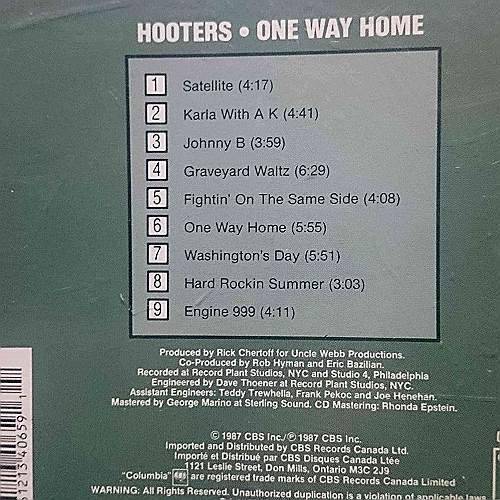 HOOTERS • ONE WAY HOME
1 Satellite (4:17)
2 Karla With A K (4:41)
3 Johnny B (3:59)
4 Graveyard Waltz (6:29)
5 Fightin' On The Same Side (4:08)
6 One Way Home (5:55)
7 Washington's Day (5:51)
8 Hard Rockin Summer (3:03)
9 Engine 999 (4:11)
Produced by Rick Chertoff for Uncle Webb Productions.
Co-Produced by Rob Hyman and Eric Bazilian.
Recorded at Record Plant Studios, NYC and Studio 4, Philadelphia
Engineered by Dave Thoener at Record Plant Studios, NYC.
Assistant Engineers: Teddy Trewhella, Frank Pekoc and Joe Henehan.
Mastered by George Marino at Sterling Sound. CD Mastering: Rhonda Epstein.
© 1987 CBS Inc./℗ 1987 CBS Inc.
Imported and Distributed by CBS Records Canada Ltd.
Importé et Distribué par CBS Disques Canada Ltée
1121 Leslie Street, Don Mills, Ontario M3C 2J9
"Columbia" are registered trade marks of CBS Records Canada Limited
WARNING: All Rights Reserved. Unauthorized duplication is a violation of applicable laws.
51213 40659